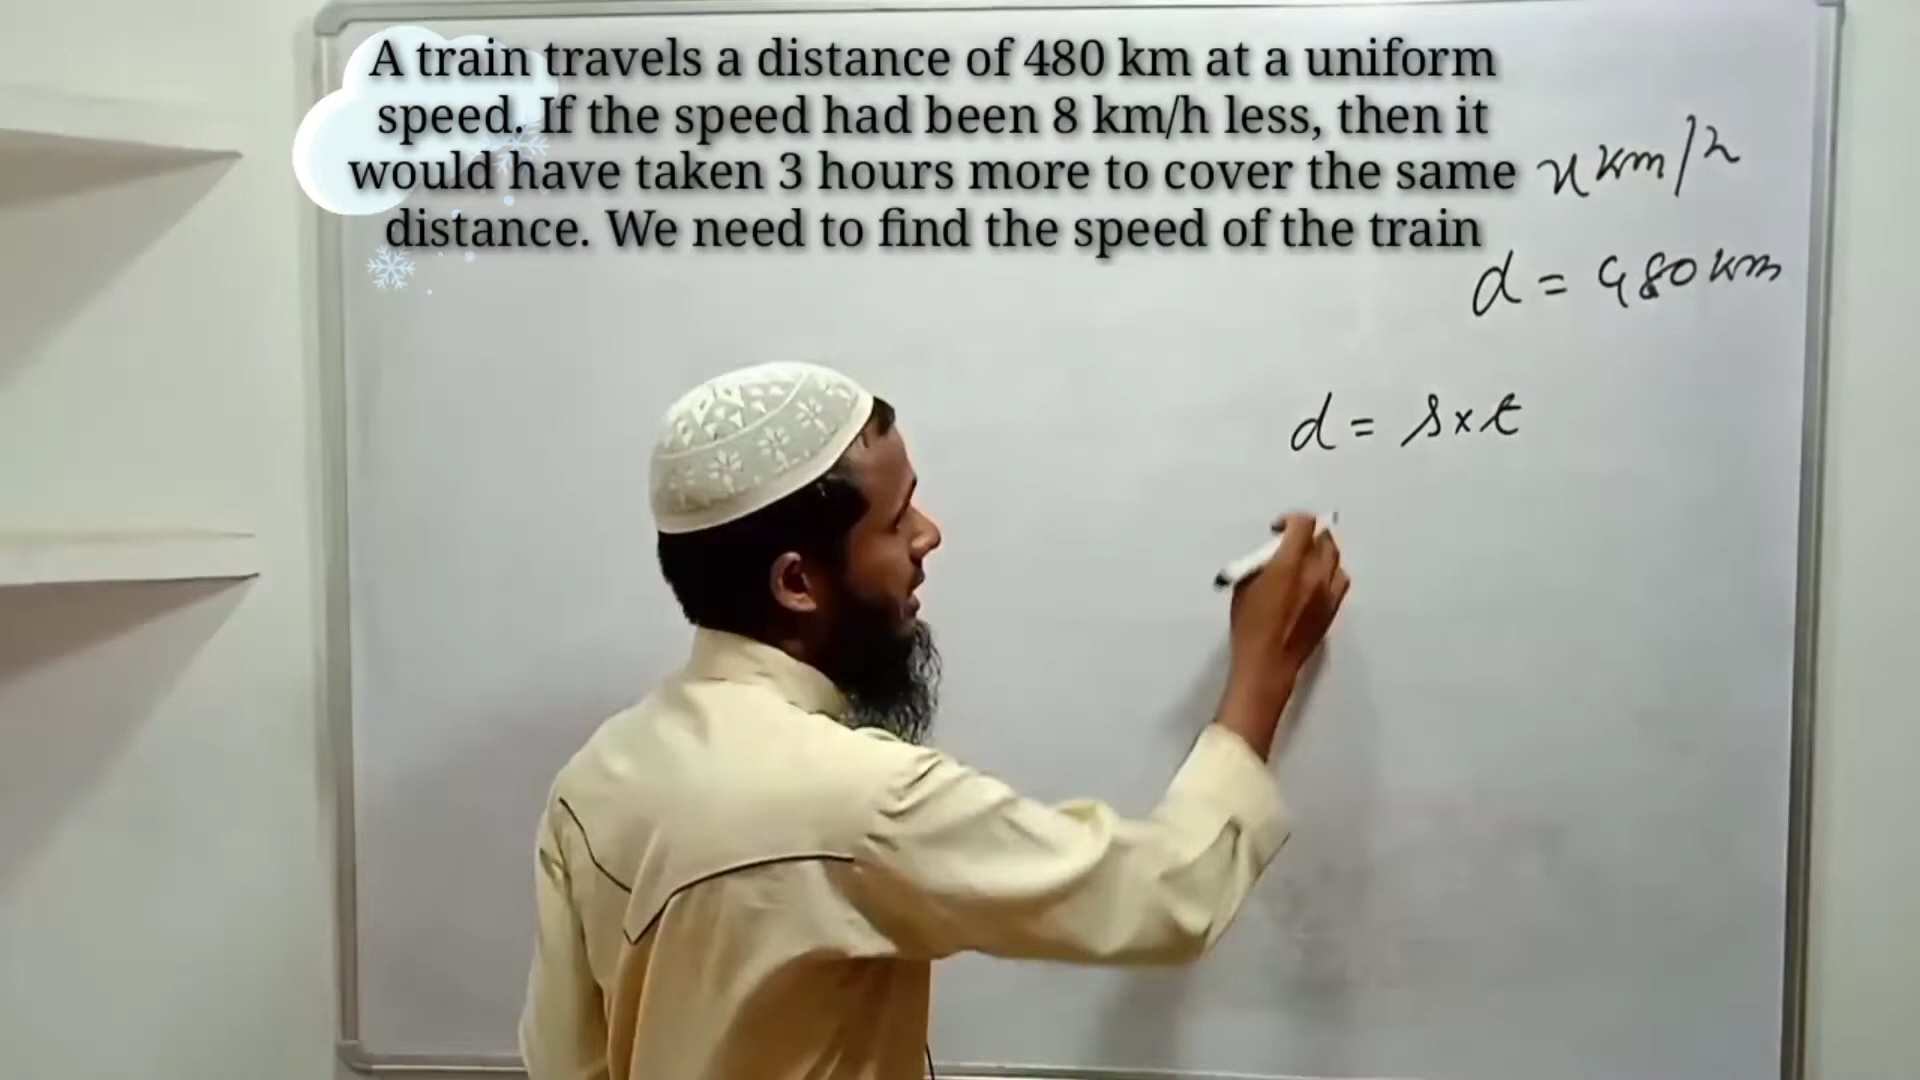 A train travels a distance of 480 km at a uniform
speed. If the speed had been 8 km/h less, then it
would have taken 3 hours more to cover the same
distance. We need to find the speed of the train
x km/h
d = 480 km
d = s×t